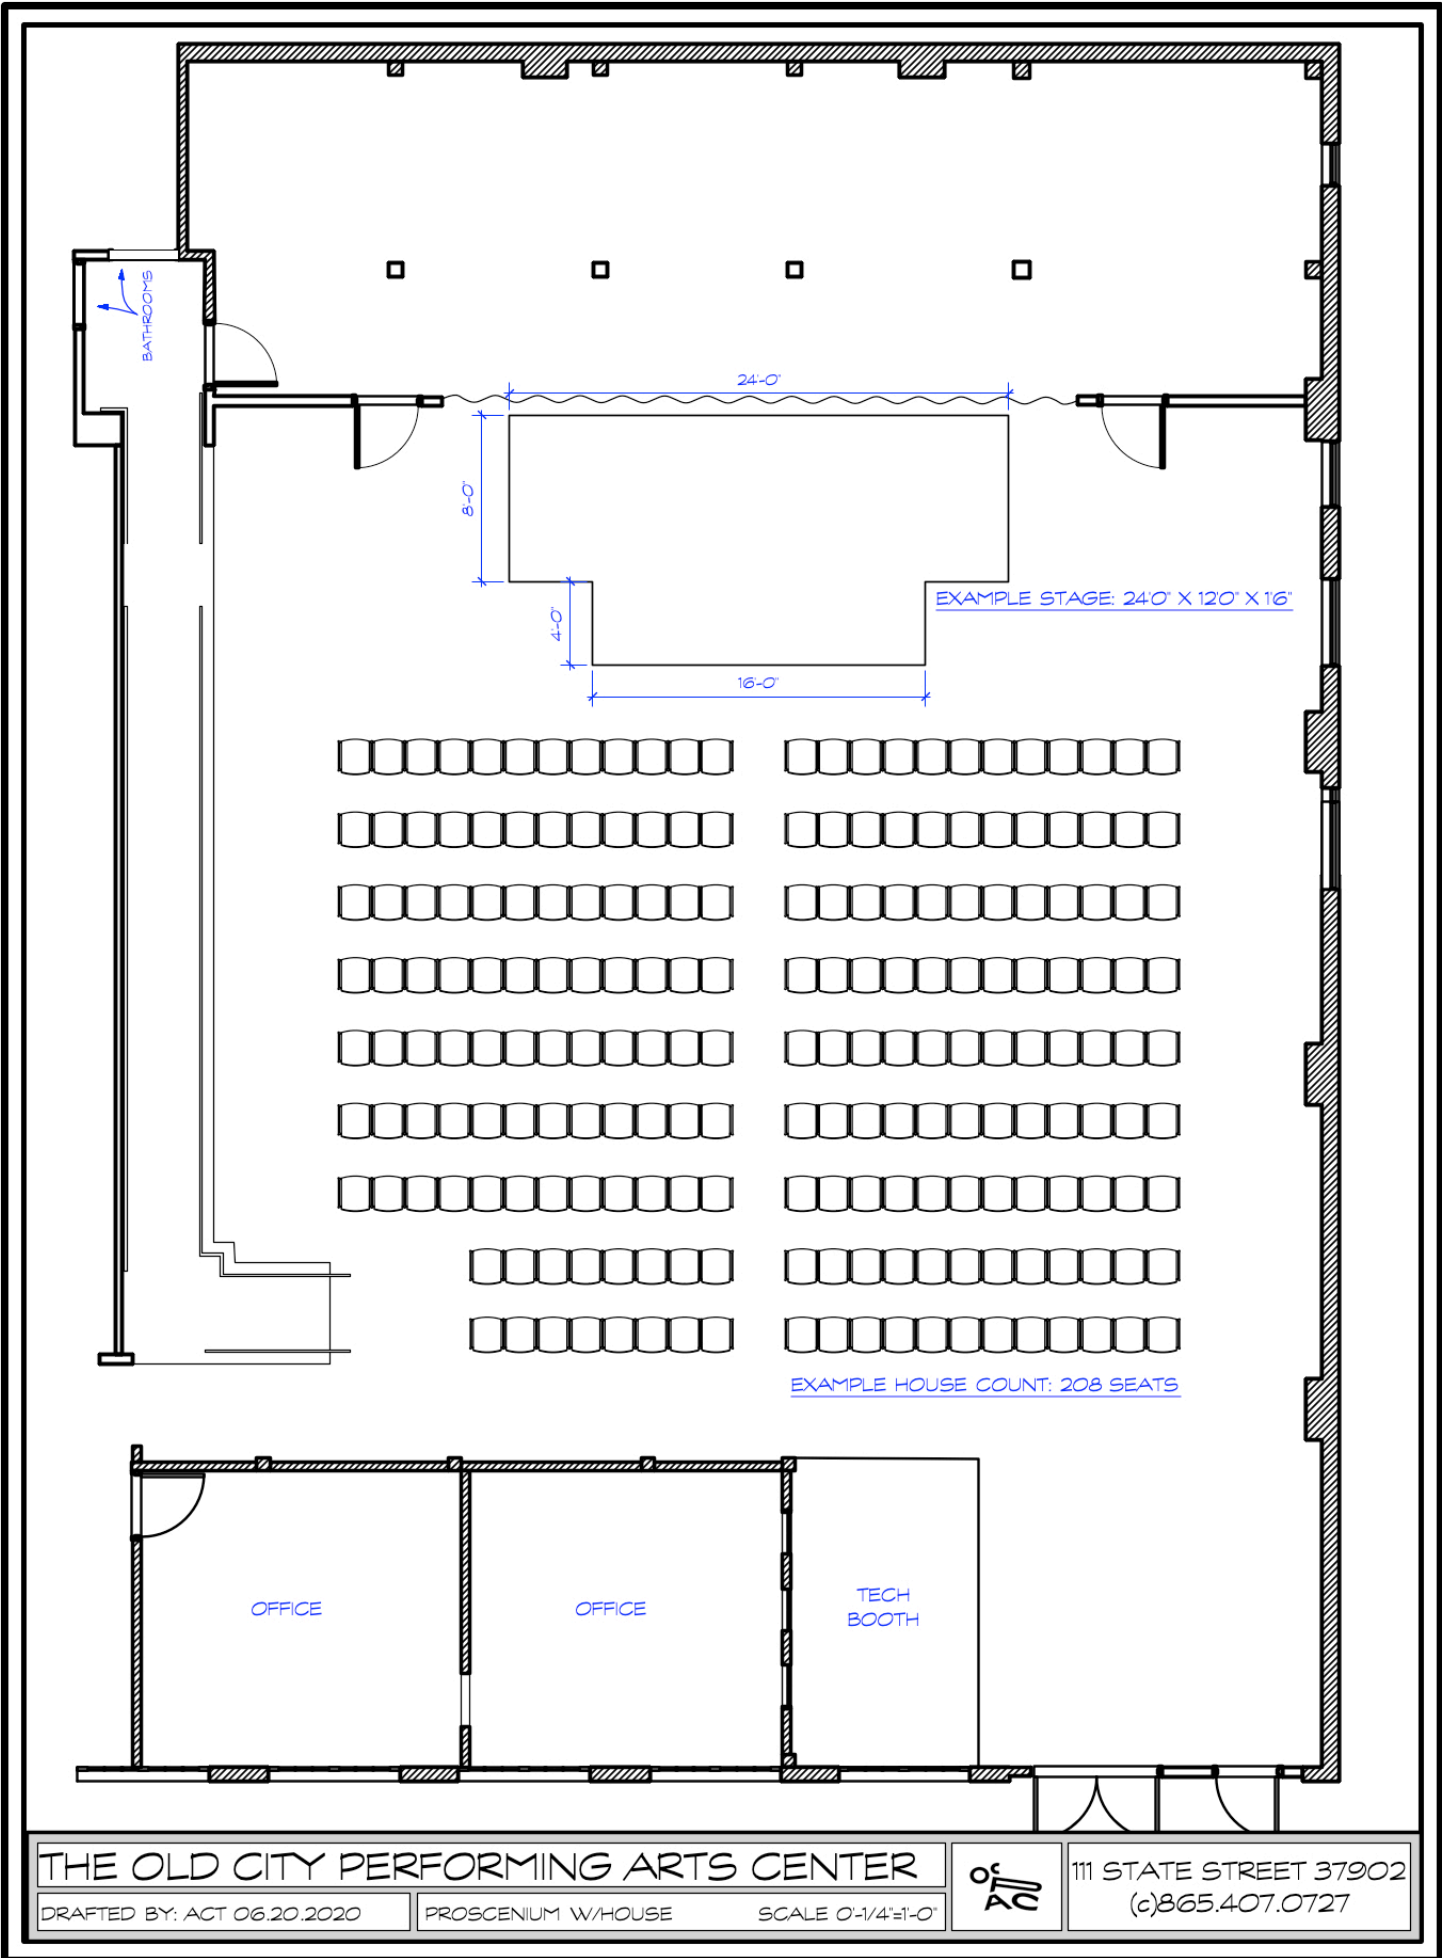 BATHROOMS
24'-0"
8'-0"
4'-0"
EXAMPLE STAGE: 24'0" X 12'0" X 1'6"
16'-0"
EXAMPLE HOUSE COUNT: 208 SEATS
OFFICE
OFFICE
TECH
BOOTH
THE OLD CITY PERFORMING ARTS CENTER
DRAFTED BY: ACT 06.20.2020
PROSCENIUM W/HOUSE
SCALE 0'-1/4"=1'-0"
OC
PAC
111 STATE STREET 37902
(c)865.407.0727